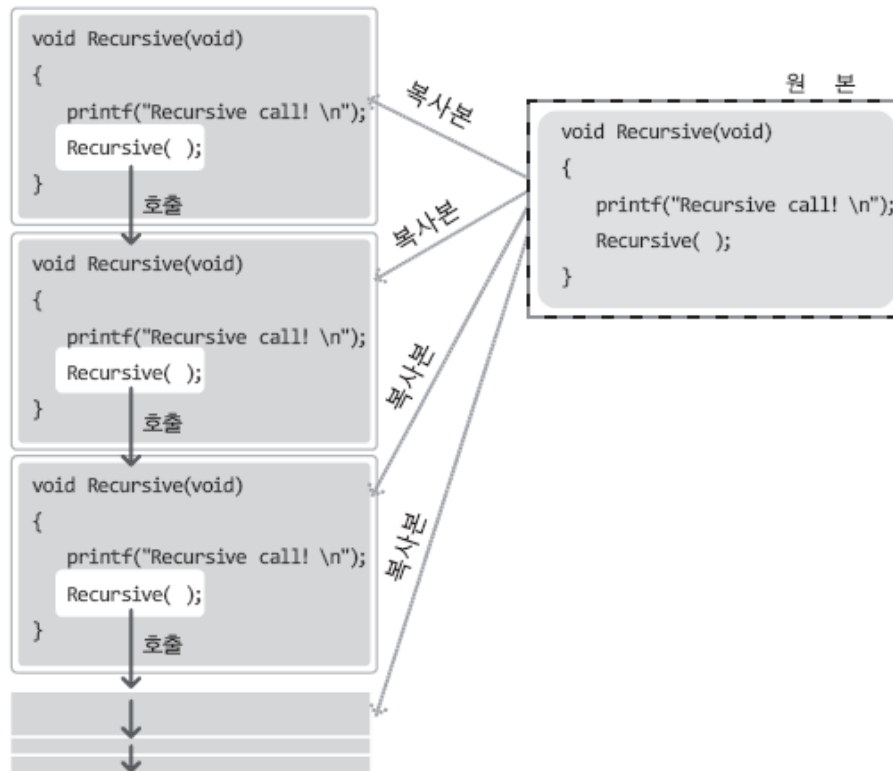 void Recursive(void)
{
printf("Recursive call! \n");
Recursive( );
}
호출
void Recursive(void)
{
printf("Recursive call! \n");
Recursive( );
}
호출
void Recursive(void)
{
printf("Recursive call! \n");
Recursive( );
}
호출
복사본
복사본
복사본
복사본
원 본
void Recursive(void)
{
printf("Recursive call! \n");
Recursive( );
}